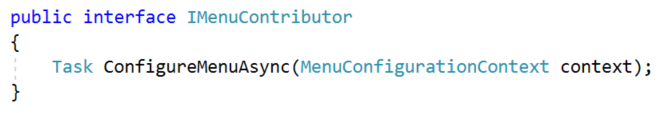 public interface IMenuContributor
{
    Task ConfigureMenuAsync(MenuConfigurationContext context);
}